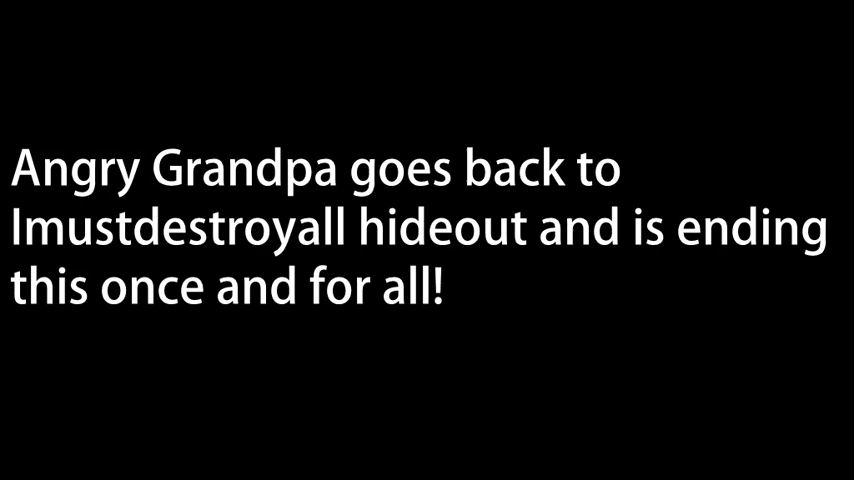 Angry Grandpa goes back to
Imustdestroyall hideout and is ending
this once and for all!